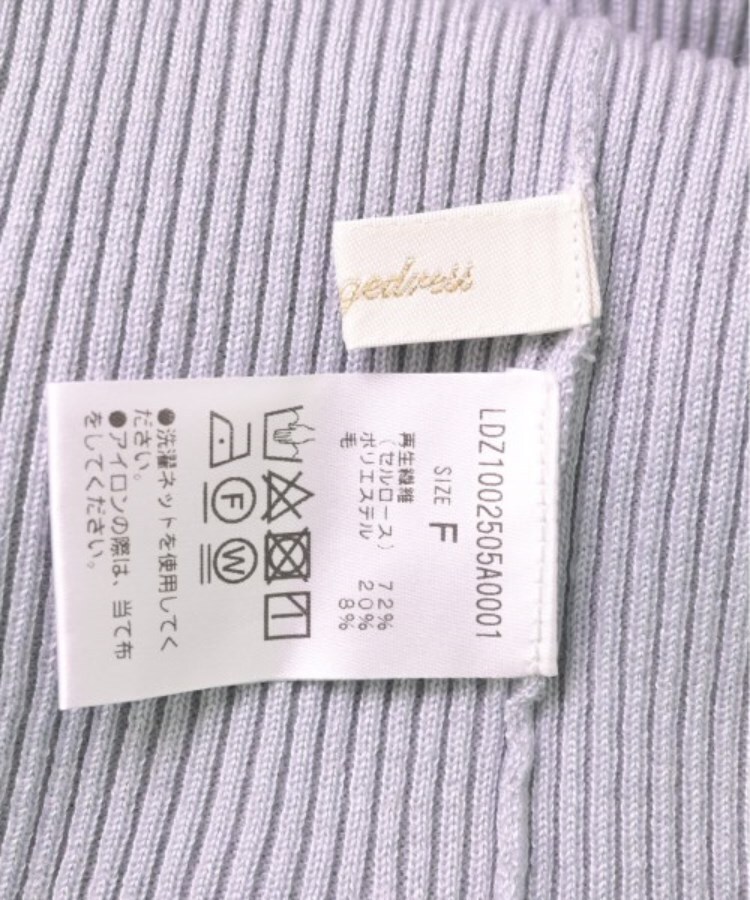 gedress
LDZ1002505A0001
SIZE F
再生繊維
（セルロース） 72%
ポリエステル 20%
毛 8%
F
W
●洗濯ネットを使用してく
ださい。
●アイロンの際は、当て布
をしてください。